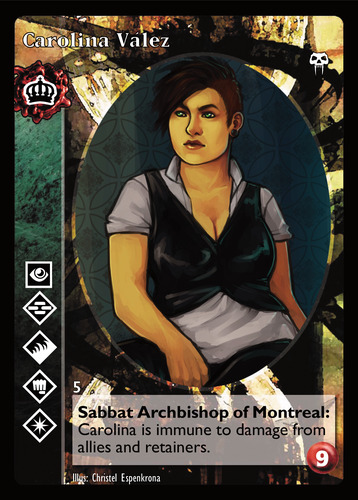 Carolina Valez
5
Sabbat Archbishop of Montreal:
Carolina is immune to damage from
allies and retainers.
9
Illus: Christel Espenkrona